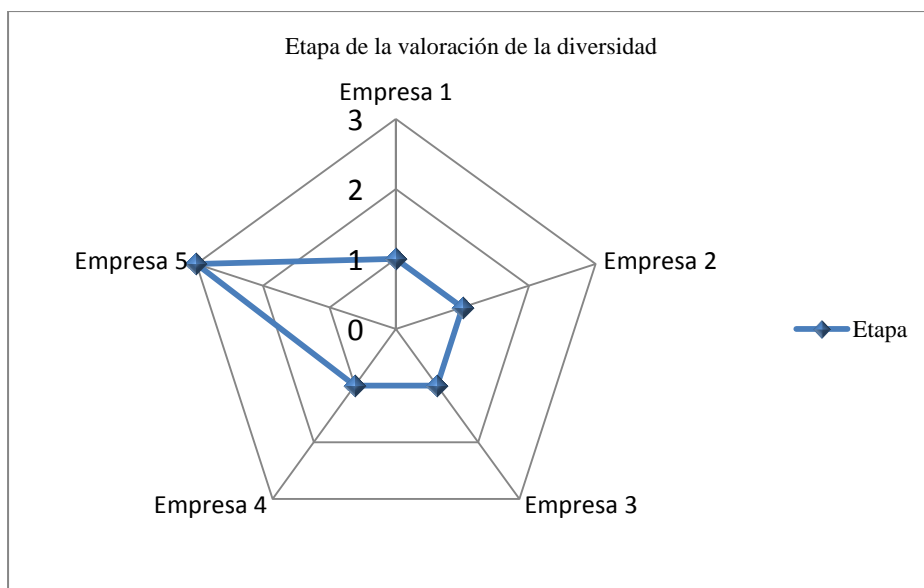 Etapa de la valoración de la diversidad
Empresa 1
3
2
1
0
Empresa 2
Empresa 5
Etapa
Empresa 4
Empresa 3